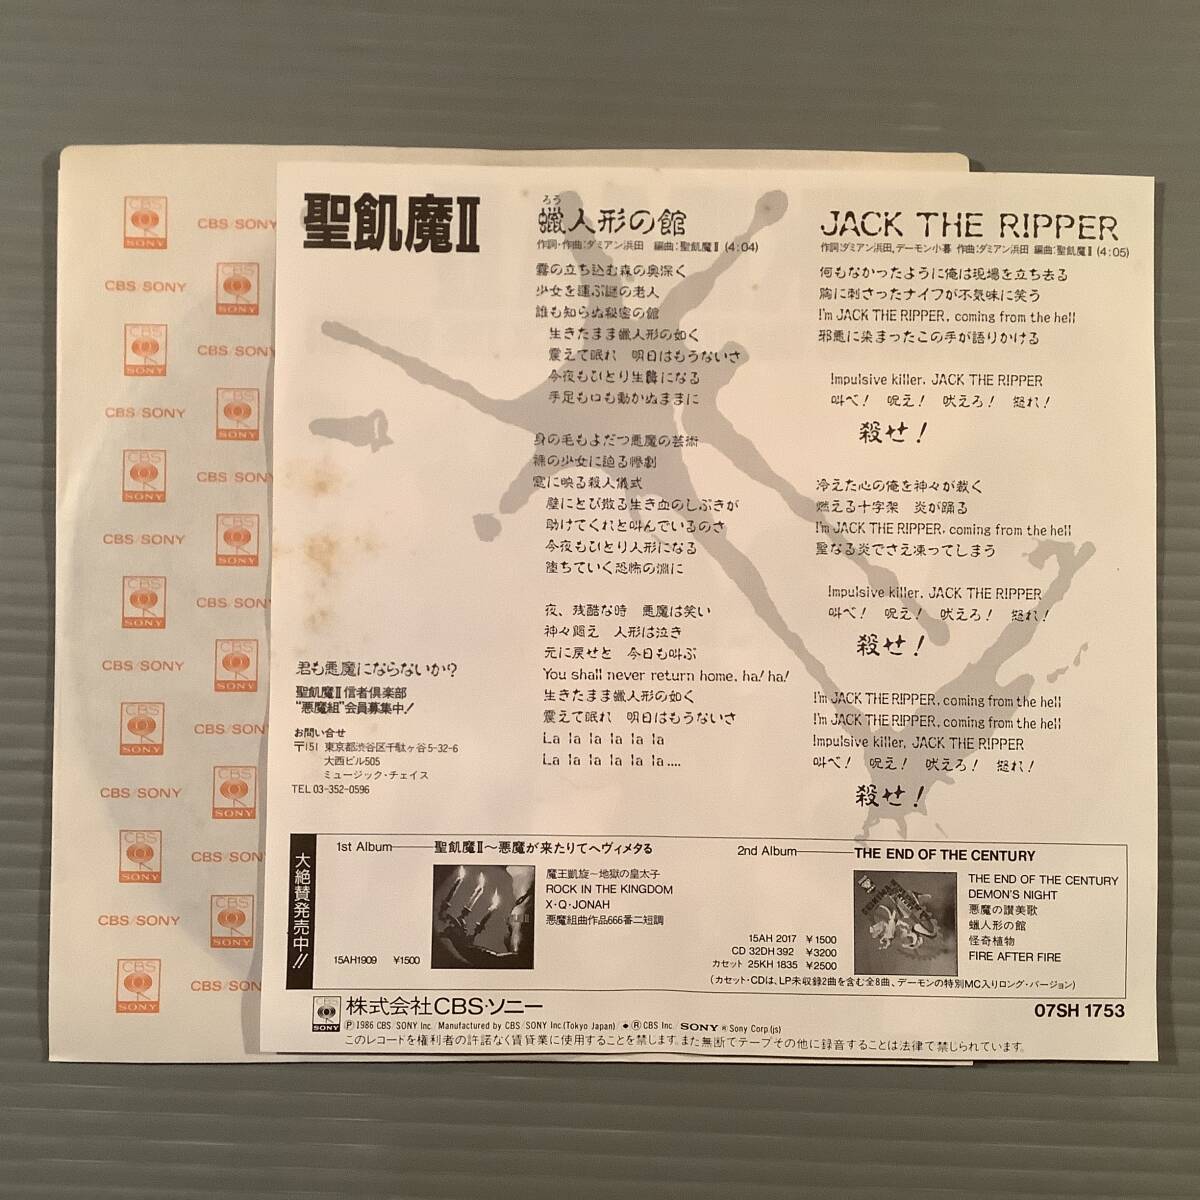 CBS
SONY
CBS/SONY
聖飢魔II
君も悪魔にならないか?
聖飢魔II信者倶楽部
“悪魔組”会員募集中!
お問い合せ
〒151 東京都渋谷区千駄ヶ谷5-32-6
大西ビル505
ミュージック・チェイス
TEL 03-352-0596
ろう
蠟人形の館
作詞・作曲:ダミアン浜田 編曲:聖飢魔II (4:04)
霧の立ち込む森の奥深く
少女を運ぶ謎の老人
誰も知らぬ秘密の館
生きたまま蠟人形の如く
震えて眠れ 明日はもうないさ
今夜もひとり生贄になる
手足も口も動かぬままに
身の毛もよだつ悪魔の芸術
裸の少女に迫る惨劇
窓に映る殺人儀式
壁にとび散る生き血のしぶきが
助けてくれと叫んでいるのさ
今夜もひとり人形になる
堕ちていく恐怖の淵に
夜、残酷な時 悪魔は笑い
神々悶え 人形は泣き
元に戻せと 今日も叫ぶ
You shall never return home, ha! ha!
生きたまま蠟人形の如く
震えて眠れ 明日はもうないさ
La la la la la la
La la la la la la....
JACK THE RIPPER
作詞:ダミアン浜田,デーモン小暮 作曲:ダミアン浜田 編曲:聖飢魔II (4:05)
何もなかったように俺は現場を立ち去る
胸に刺さったナイフが不気味に笑う
I'm JACK THE RIPPER, coming from the hell
邪悪に染まったこの手が語りかける
Impulsive killer, JACK THE RIPPER
叫べ! 呪え! 吠えろ! 怒れ!
殺せ!
冷えた心の俺を神々が裁く
燃える十字架 炎が踊る
I'm JACK THE RIPPER, coming from the hell
聖なる炎でさえ凍ってしまう
Impulsive killer, JACK THE RIPPER
叫べ! 呪え! 吠えろ! 怒れ!
殺せ!
I'm JACK THE RIPPER, coming from the hell
I'm JACK THE RIPPER, coming from the hell
Impulsive killer, JACK THE RIPPER
叫べ! 呪え! 吠えろ! 怒れ!
殺せ!
大絶賛発売中!!
1st Album 聖飢魔II〜悪魔が来たりてヘヴィメタる
魔王凱旋〜地獄の皇太子
ROCK IN THE KINGDOM
X・Q・JONAH
悪魔組曲作品666番ニ短調
15AH1909 ¥1500
2nd Album THE END OF THE CENTURY
THE END OF THE CENTURY
DEMON'S NIGHT
悪魔の讃美歌
蠟人形の館
怪奇植物
FIRE AFTER FIRE
15AH 2017 ¥1500
CD 32DH 392 ¥3200
カセット 25KH 1835 ¥2500
(カセット・CDは、LP未収録2曲を含む全8曲、デーモンの特別MC入りロング・バージョン)
CBS SONY 株式会社CBS・ソニー
07SH 1753
Ⓟ1986 CBS/SONY Inc./Manufactured by CBS/SONY Inc.(Tokyo Japan)/® CBS Inc./SONY® Sony Corp.(js)
このレコードを権利者の許諾なく賃貸業に使用することを禁じます。また無断でテープその他に録音することは法律で禁じられています。